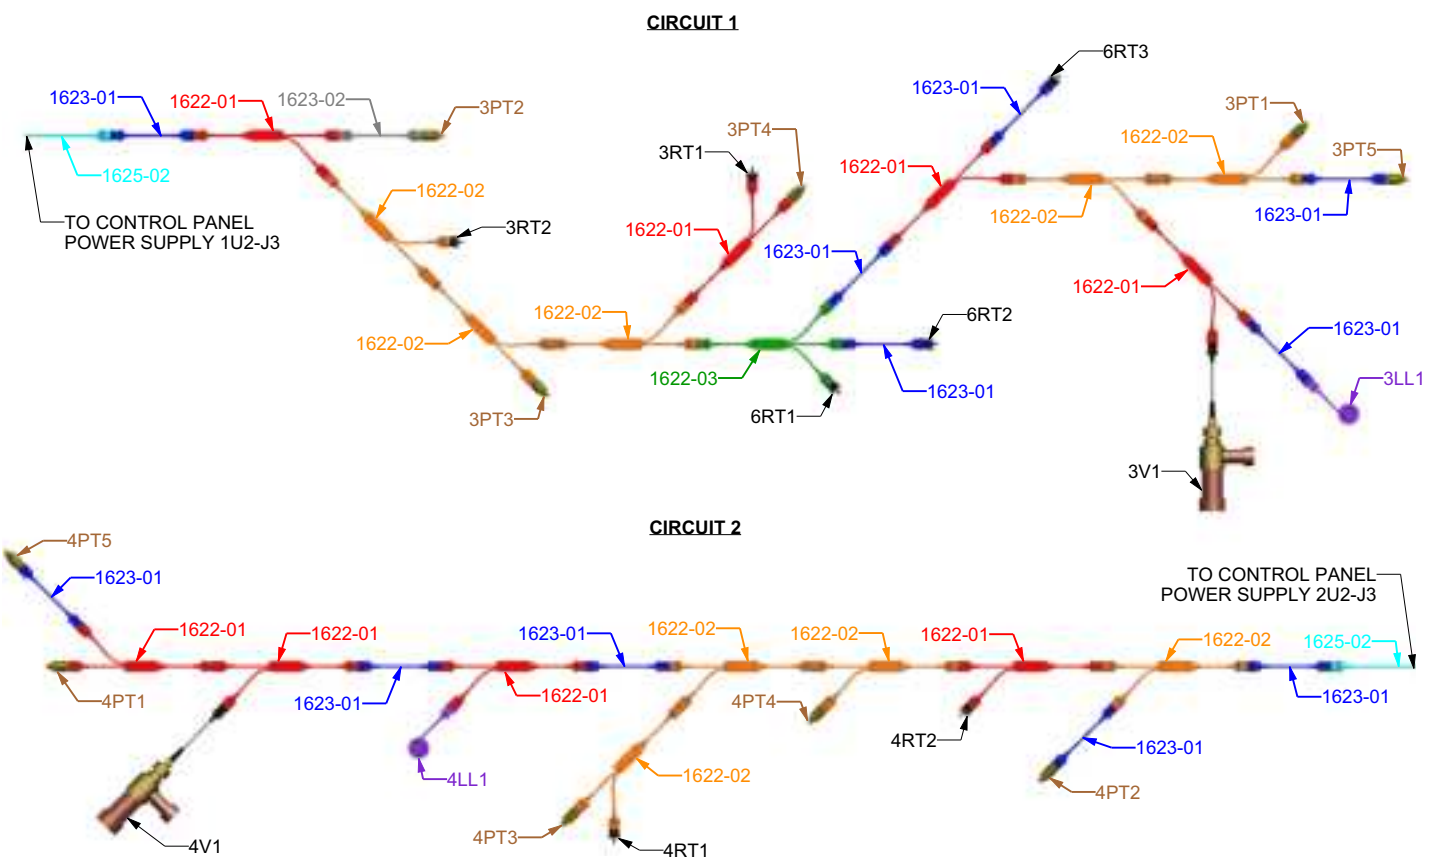 CIRCUIT 1
6RT3
1623-01
1622-01
1623-02
3PT2
1623-01
3PT1
3PT4
1622-02
3RT1
1622-01
3PT5
1625-02
1622-02
1622-02
1623-01
TO CONTROL PANEL
POWER SUPPLY 1U2-J3
3RT2
1622-01
1623-01
1622-01
1622-02
6RT2
1623-01
1622-02
1622-03
1623-01
3LL1
3PT3
6RT1
3V1
CIRCUIT 2
4PT5
1623-01
TO CONTROL PANEL
POWER SUPPLY 2U2-J3
1622-01
1622-01
1623-01
1622-02
1622-02
1622-01
1622-02
1625-02
4PT1
1623-01
1622-01
4PT4
1623-01
4RT2
1623-01
4LL1
1622-02
4PT2
4PT3
4V1
4RT1